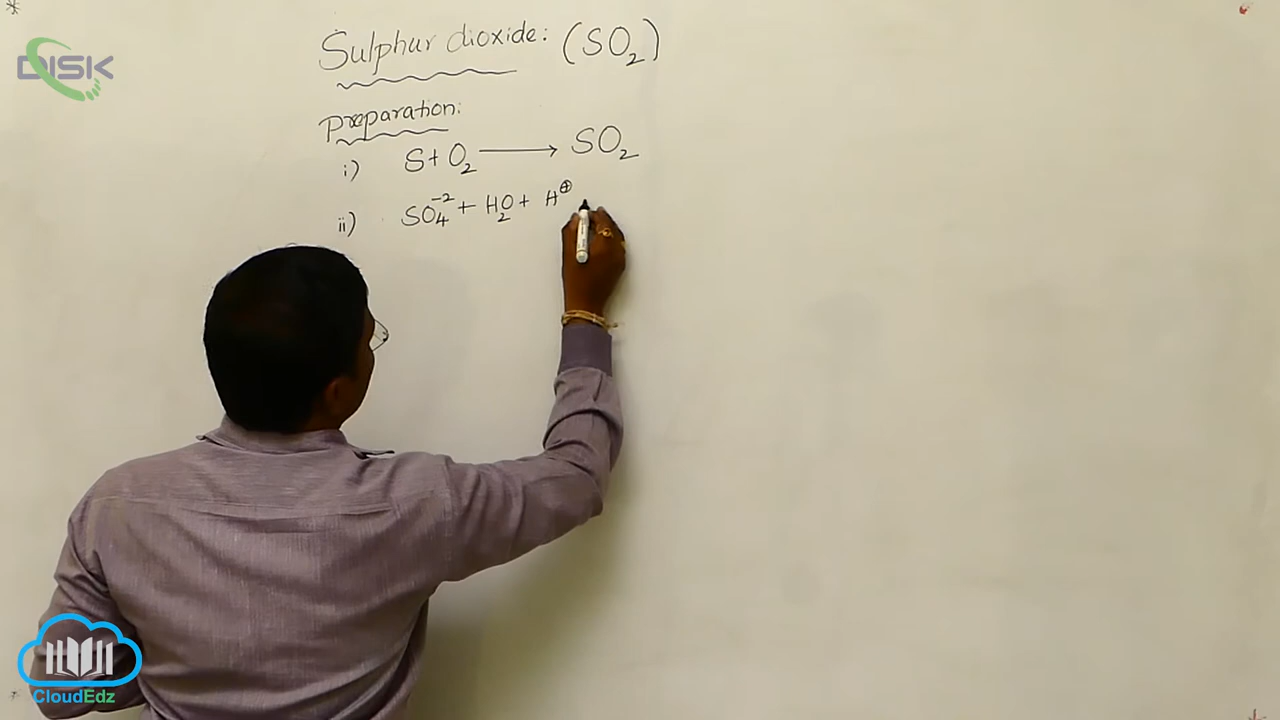 DISK
Sulphur dioxide: (SO₂)
Preparation:
i) S + O₂ ⟶ SO₂
ii) SO₄⁻² + H₂O + H⊕
CloudEdz